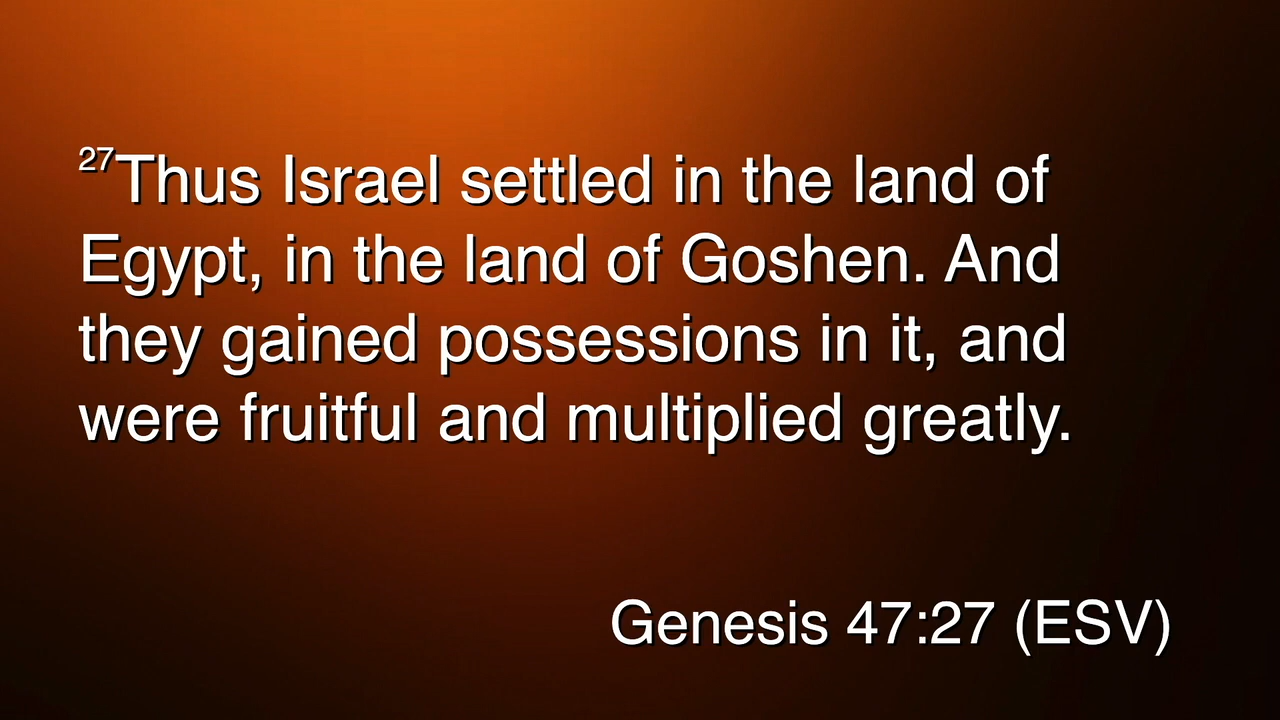 27Thus Israel settled in the land of
Egypt, in the land of Goshen. And
they gained possessions in it, and
were fruitful and multiplied greatly.
Genesis 47:27 (ESV)